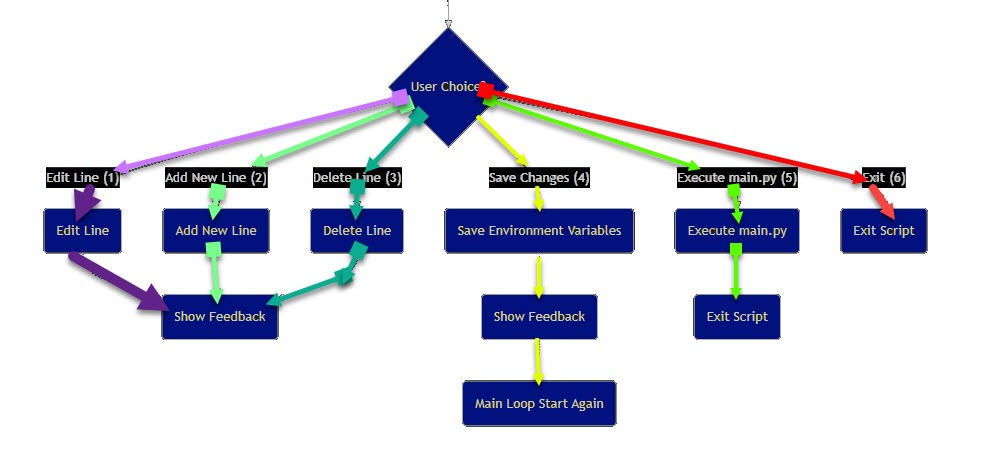 User Choice?
Edit Line (1)
Add New Line (2)
Delete Line (3)
Save Changes (4)
Execute main.py (5)
Exit (6)
Edit Line
Add New Line
Delete Line
Save Environment Variables
Execute main.py
Exit Script
Show Feedback
Show Feedback
Exit Script
Main Loop Start Again